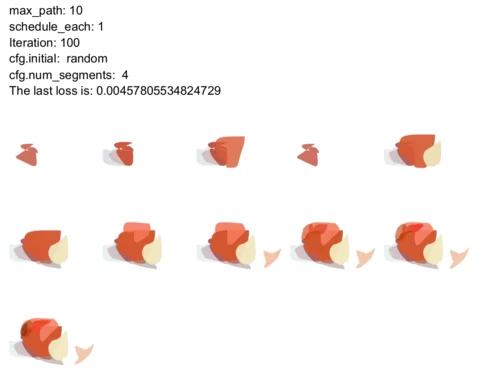 max_path: 10
schedule_each: 1
Iteration: 100
cfg.initial:  random
cfg.num_segments:  4
The last loss is: 0.00457805534824729